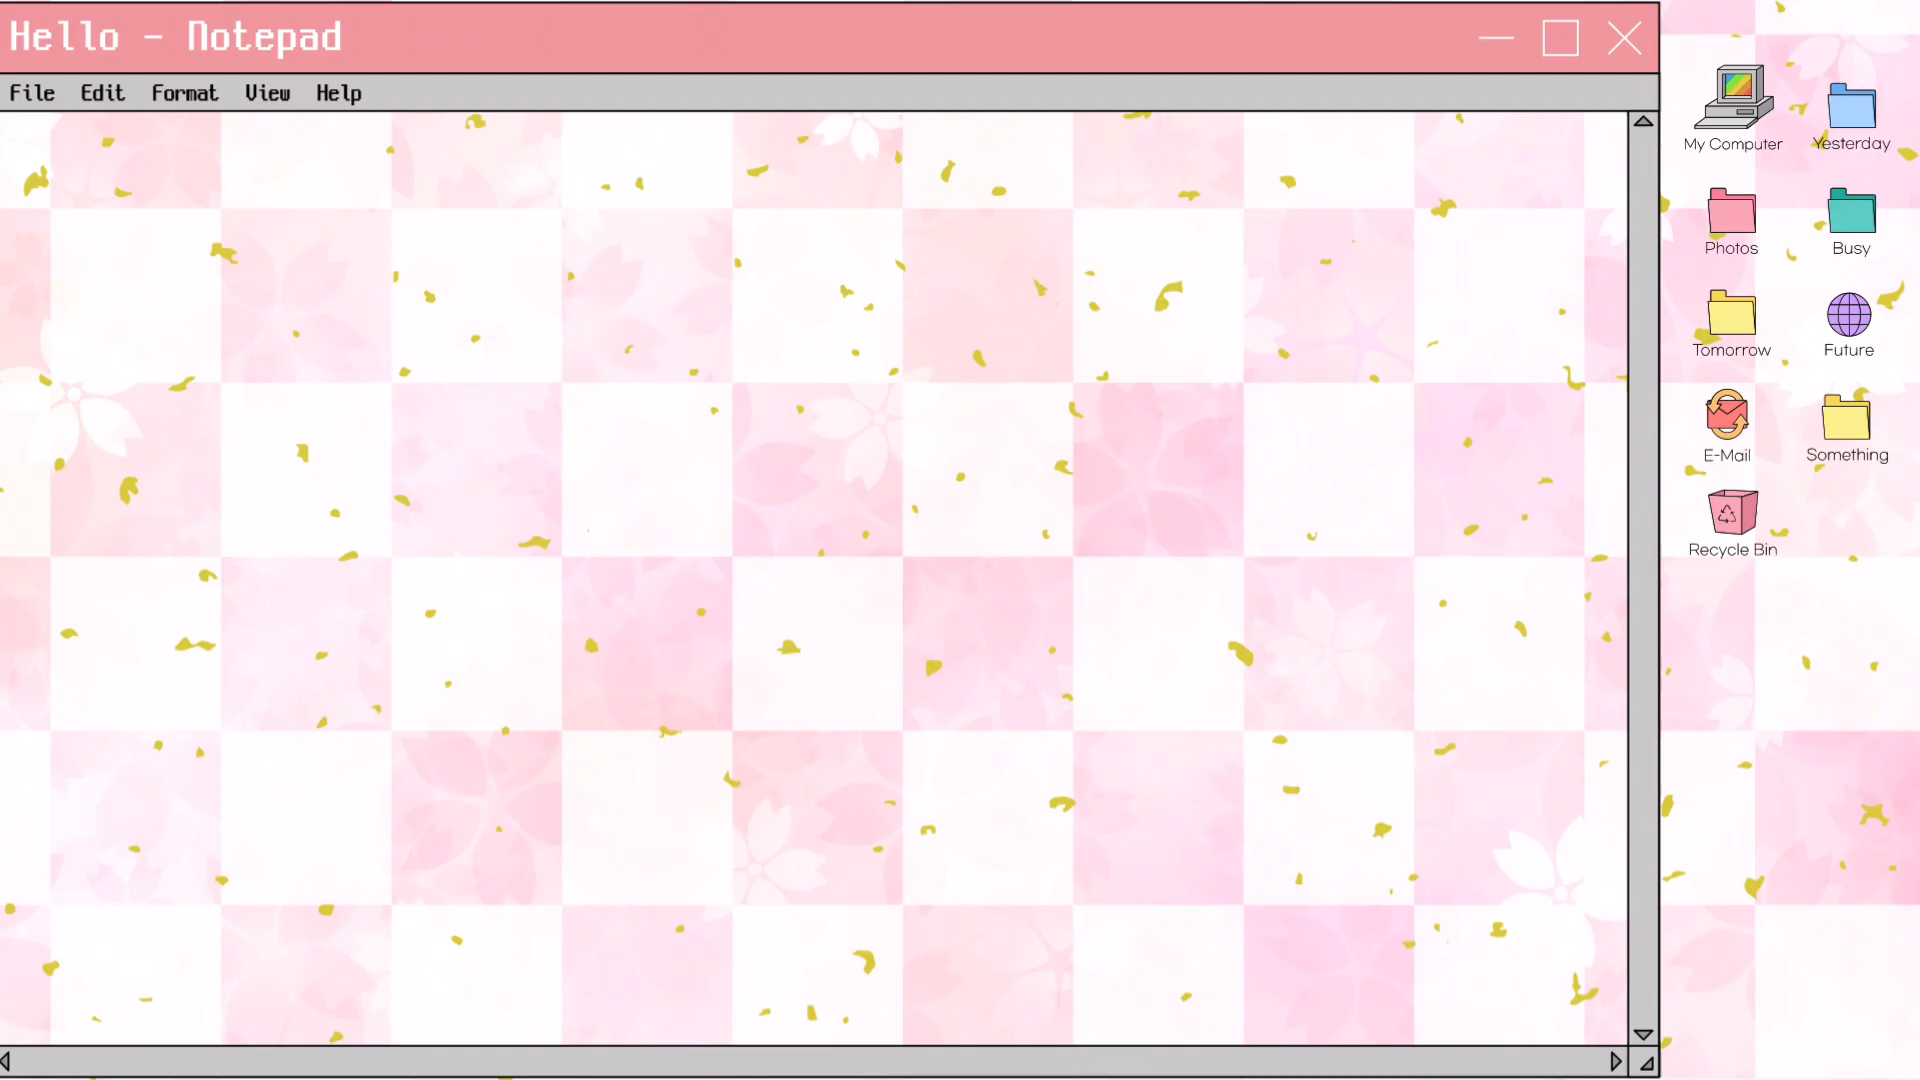 Hello - Notepad
File Edit Format View Help
My Computer
Yesterday
Photos
Busy
Tomorrow
Future
E-Mail
Something
Recycle Bin